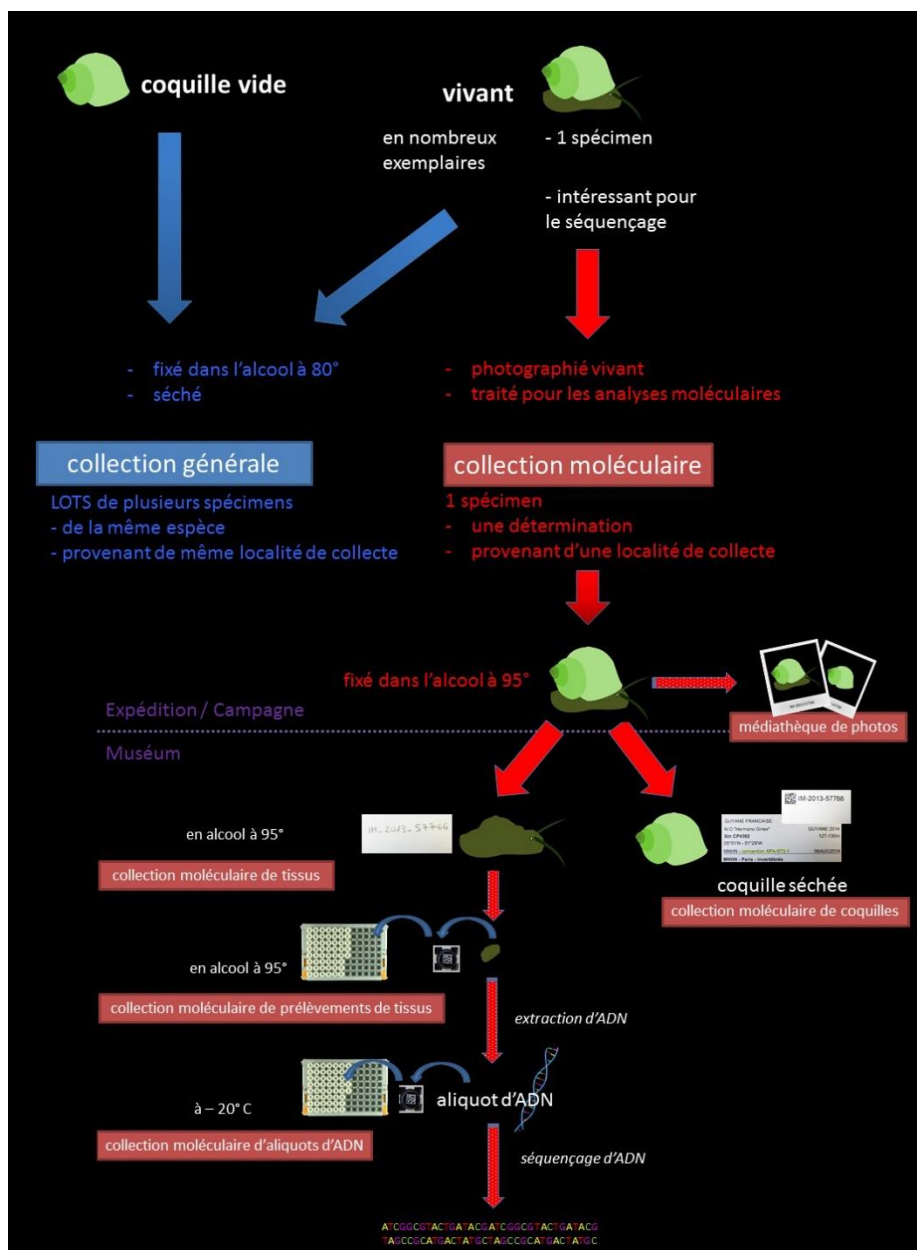 coquille vide
vivant
en nombreux
exemplaires
- 1 spécimen
- intéressant pour
le séquençage
- fixé dans l'alcool à 80°
- séché
- photographié vivant
- traité pour les analyses moléculaires
collection générale
collection moléculaire
LOTS de plusieurs spécimens
- de la même espèce
- provenant de même localité de collecte
1 spécimen
- une détermination
- provenant d'une localité de collecte
fixé dans l'alcool à 95°
médiathèque de photos
Expédition / Campagne
Muséum
en alcool à 95°
IM_2013_57766
collection moléculaire de tissus
IM-2013-57766
GUYANE FRANCAISE
GUYANE 2014
MNHN - Paris - Invertébrés
coquille séchée
collection moléculaire de coquilles
en alcool à 95°
collection moléculaire de prélèvements de tissus
extraction d'ADN
aliquot d'ADN
à – 20° C
collection moléculaire d'aliquots d'ADN
séquençage d'ADN
ATCGGCGTACTGATACGATCGGCGTACTGATACG
TAGCCGCATGACTATGCTAGCCGCATGACTATGC